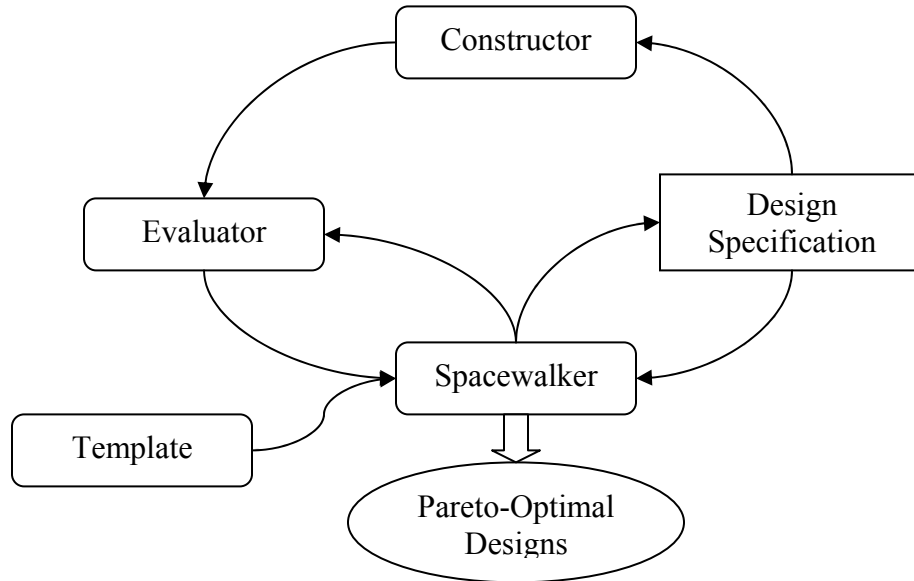 Constructor
Evaluator
Design
Specification
Spacewalker
Template
Pareto-Optimal
Designs